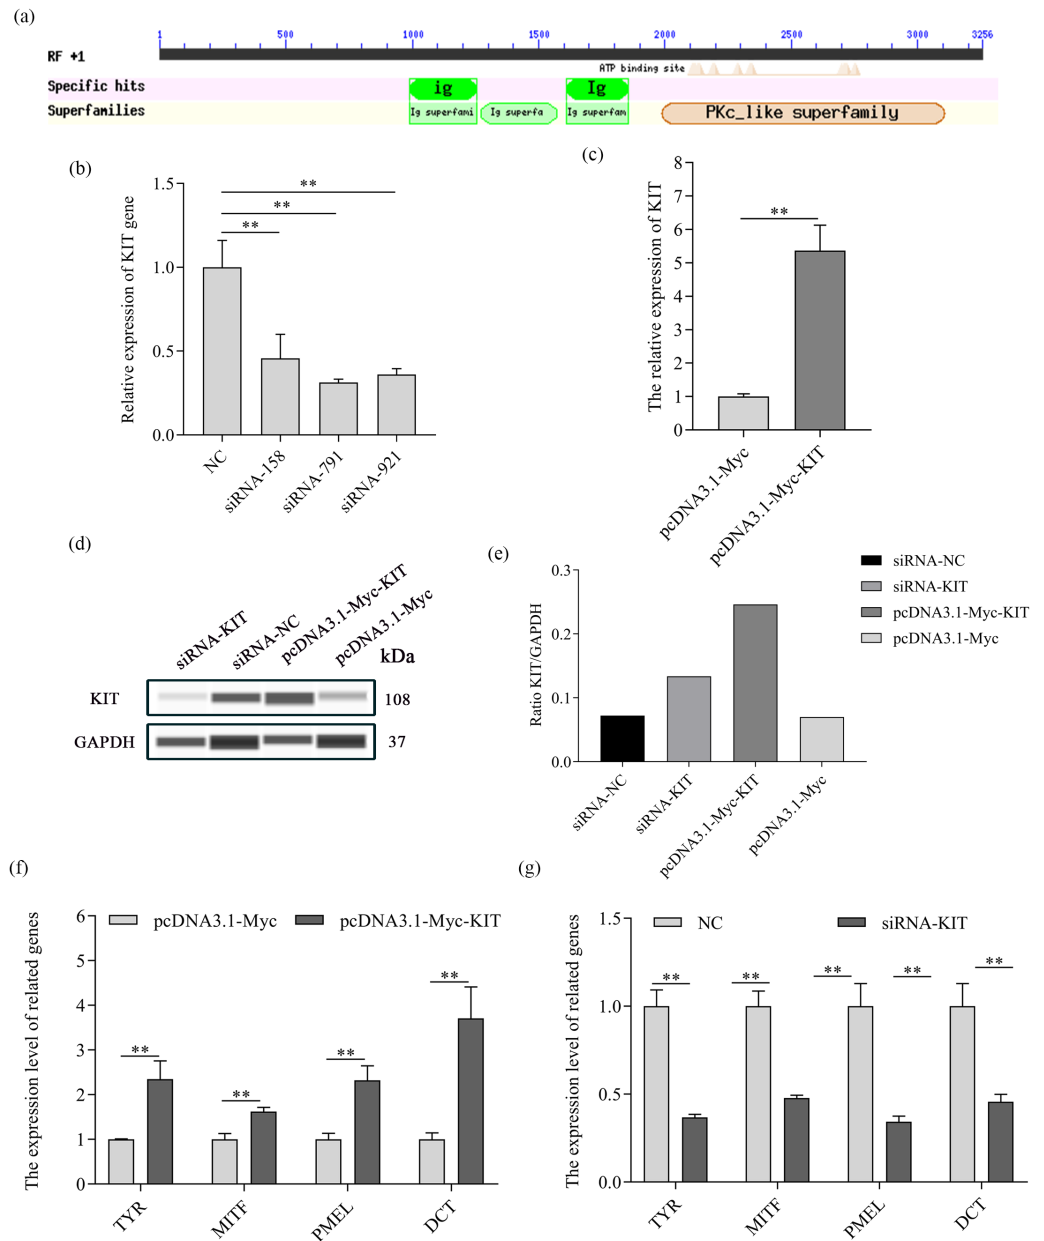 (a)
1 500 1000 1500 2000 2500 3000 3256
RF +1
ATP binding site
Specific hits ig Ig
Superfamilies Ig superfami Ig superfa Ig superfam PKc_like superfamily
(b)
Relative expression of KIT gene
1.5
1.0
0.5
0.0
**
**
**
NC siRNA-158 siRNA-791 siRNA-921
(c)
The relative expression of KIT
8
7
6
5
4
3
2
1
0
**
pcDNA3.1-Myc pcDNA3.1-Myc-KIT
(d)
siRNA-KIT siRNA-NC pcDNA3.1-Myc-KIT pcDNA3.1-Myc kDa
KIT 108
GAPDH 37
(e)
Ratio KIT/GAPDH
0.3
0.2
0.1
0.0
siRNA-NC siRNA-KIT pcDNA3.1-Myc-KIT pcDNA3.1-Myc
siRNA-NC
siRNA-KIT
pcDNA3.1-Myc-KIT
pcDNA3.1-Myc
(f)
The expression level of related genes
pcDNA3.1-Myc pcDNA3.1-Myc-KIT
6
5
4
3
2
1
0
** ** ** **
TYR MITF PMEL DCT
(g)
The expression level of related genes
NC siRNA-KIT
1.5
1.0
0.5
0.0
** ** ** ** **
TYR MITF PMEL DCT